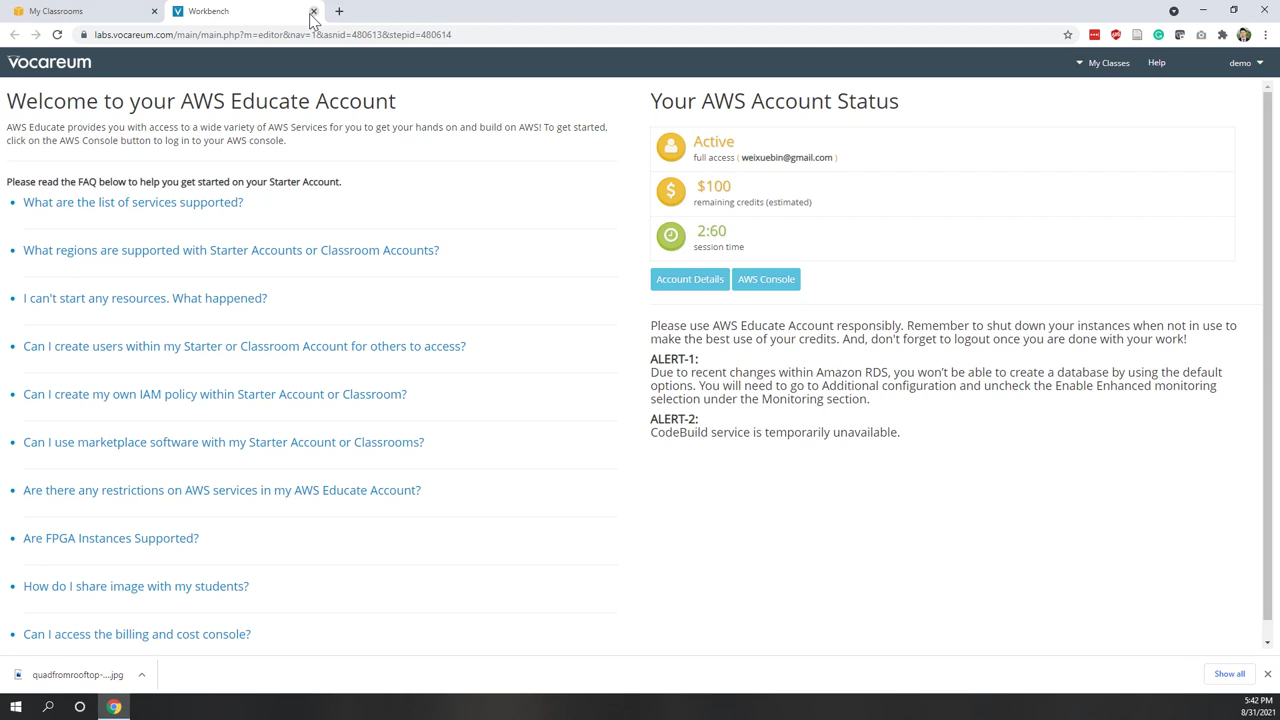 My Classrooms
Workbench
labs.vocareum.com/main/main.php?m=editor&nav=1&asnid=480613&stepid=480614
vocareum
My Classes
Help
demo
Welcome to your AWS Educate Account
AWS Educate provides you with access to a wide variety of AWS Services for you to get your hands on and build on AWS! To get started,
click on the AWS Console button to log in to your AWS console.
Please read the FAQ below to help you get started on your Starter Account.
What are the list of services supported?
What regions are supported with Starter Accounts or Classroom Accounts?
I can't start any resources. What happened?
Can I create users within my Starter or Classroom Account for others to access?
Can I create my own IAM policy within Starter Account or Classroom?
Can I use marketplace software with my Starter Account or Classrooms?
Are there any restrictions on AWS services in my AWS Educate Account?
Are FPGA Instances Supported?
How do I share image with my students?
Can I access the billing and cost console?
Your AWS Account Status
Active
full access ( weixuebin@gmail.com )
$100
remaining credits (estimated)
2:60
session time
Account Details
AWS Console
Please use AWS Educate Account responsibly. Remember to shut down your instances when not in use to
make the best use of your credits. And, don't forget to logout once you are done with your work!
ALERT-1:
Due to recent changes within Amazon RDS, you won't be able to create a database by using the default
options. You will need to go to Additional configuration and uncheck the Enable Enhanced monitoring
selection under the Monitoring section.
ALERT-2:
CodeBuild service is temporarily unavailable.
quadfromrooftop-....jpg
Show all
5:42 PM
8/31/2021